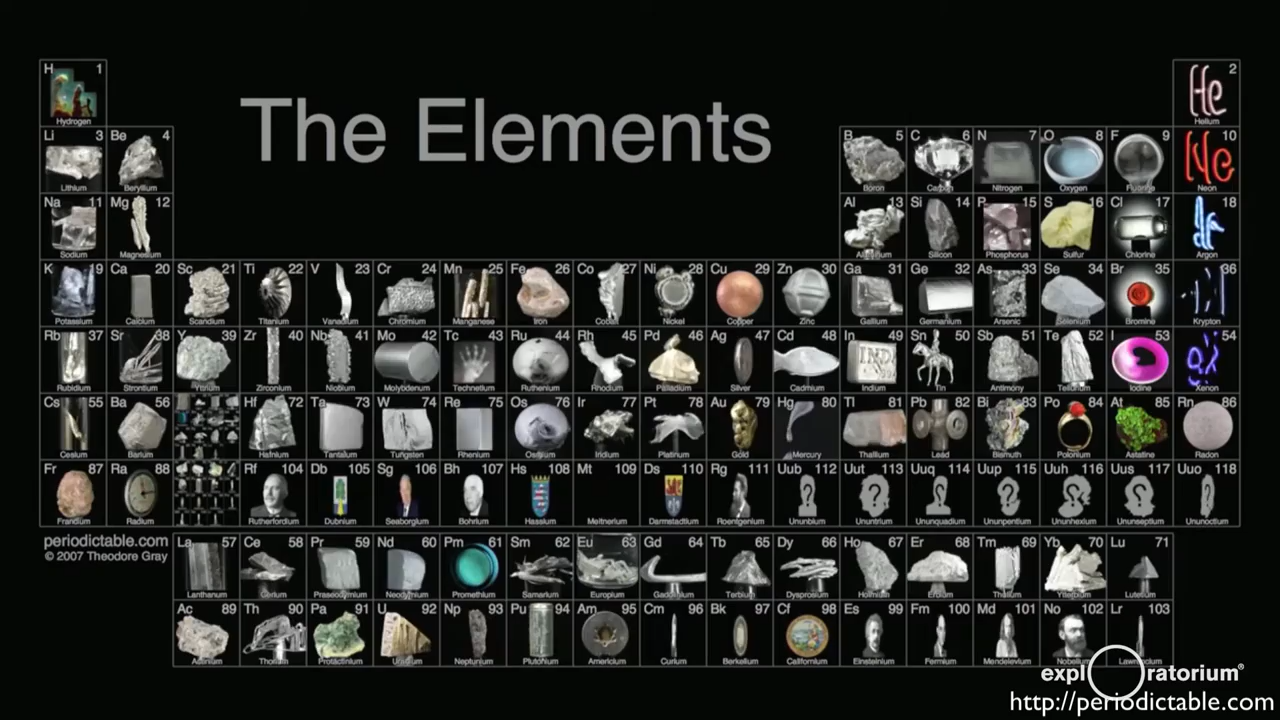 H 1 He 2
Hydrogen Helium
The Elements
Li 3 Be 4 B 5 C 6 N 7 O 8 F 9 Ne 10
Lithium Beryllium Boron Carbon Nitrogen Oxygen Fluorine Neon
Na 11 Mg 12 Al 13 Si 14 P 15 S 16 Cl 17 Ar 18
Sodium Magnesium Aluminum Silicon Phosphorus Sulfur Chlorine Argon
K 19 Ca 20 Sc 21 Ti 22 V 23 Cr 24 Mn 25 Fe 26 Co 27 Ni 28 Cu 29 Zn 30 Ga 31 Ge 32 As 33 Se 34 Br 35 Kr 36
Potassium Calcium Scandium Titanium Vanadium Chromium Manganese Iron Cobalt Nickel Copper Zinc Gallium Germanium Arsenic Selenium Bromine Krypton
Rb 37 Sr 38 Y 39 Zr 40 Nb 41 Mo 42 Tc 43 Ru 44 Rh 45 Pd 46 Ag 47 Cd 48 In 49 Sn 50 Sb 51 Te 52 I 53 Xe 54
IND
Rubidium Strontium Yttrium Zirconium Niobium Molybdenum Technetium Ruthenium Rhodium Palladium Silver Cadmium Indium Tin Antimony Tellurium Iodine Xenon
Cs 55 Ba 56 Hf 72 Ta 73 W 74 Re 75 Os 76 Ir 77 Pt 78 Au 79 Hg 80 Tl 81 Pb 82 Bi 83 Po 84 At 85 Rn 86
Cesium Barium Hafnium Tantalum Tungsten Rhenium Osmium Iridium Platinum Gold Mercury Thallium Lead Bismuth Polonium Astatine Radon
Fr 87 Ra 88 Rf 104 Db 105 Sg 106 Bh 107 Hs 108 Mt 109 Ds 110 Rg 111 Uub 112 Uut 113 Uuq 114 Uup 115 Uuh 116 Uus 117 Uuo 118
? ? ? ? ? ? ?
Francium Radium Rutherfordium Dubnium Seaborgium Bohrium Hassium Meitnerium Darmstadtium Roentgenium Ununbium Ununtrium Ununquadium Ununpentium Ununhexium Ununseptium Ununoctium
periodictable.com
© 2007 Theodore Gray
La 57 Ce 58 Pr 59 Nd 60 Pm 61 Sm 62 Eu 63 Gd 64 Tb 65 Dy 66 Ho 67 Er 68 Tm 69 Yb 70 Lu 71
Lanthanum Cerium Praseodymium Neodymium Promethium Samarium Europium Gadolinium Terbium Dysprosium Holmium Erbium Thulium Ytterbium Lutetium
Ac 89 Th 90 Pa 91 U 92 Np 93 Pu 94 Am 95 Cm 96 Bk 97 Cf 98 Es 99 Fm 100 Md 101 No 102 Lr 103
Actinium Thorium Protactinium Uranium Neptunium Plutonium Americium Curium Berkelium Californium Einsteinium Fermium Mendelevium Nobelium Lawrencium
expl ratorium®
http://periodictable.com